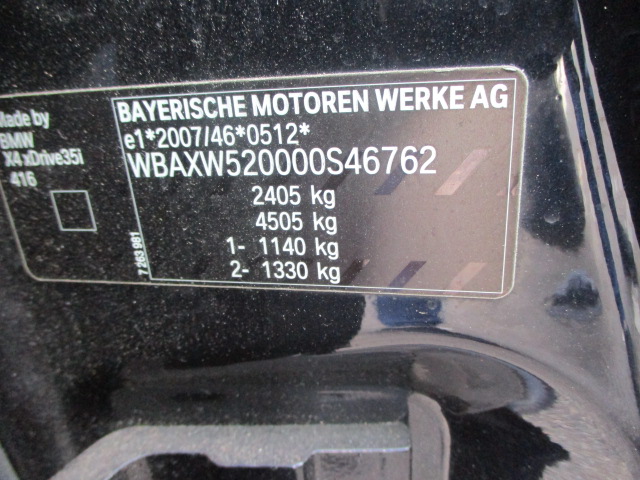 Made by
BMW
X4 xDrive35i
416
BAYERISCHE MOTOREN WERKE AG
e1*2007/46*0512*
WBAXW520000S46762
2405 kg
4505 kg
1- 1140 kg
2- 1330 kg
7 263 981